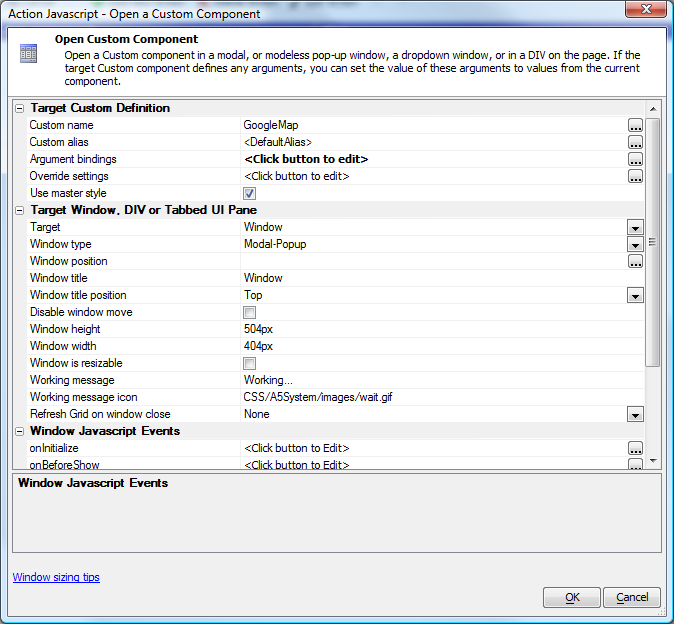 Action Javascript - Open a Custom Component
Open Custom Component
Open a Custom component in a modal, or modeless pop-up window, a dropdown window, or in a DIV on the page. If the
target Custom component defines any arguments, you can set the value of these arguments to values from the current
component.
Target Custom Definition
Custom name GoogleMap ...
Custom alias <DefaultAlias> ...
Argument bindings <Click button to edit> ...
Override settings <Click button to edit> ...
Use master style
Target Window, DIV or Tabbed UI Pane
Target Window
Window type Modal-Popup
Window position ...
Window title Window
Window title position Top
Disable window move
Window height 504px
Window width 404px
Window is resizable
Working message Working...
Working message icon CSS/A5System/images/wait.gif
Refresh Grid on window close None
Window Javascript Events
onInitialize <Click button to Edit> ...
onBeforeShow <Click button to Edit> ...
Window Javascript Events
Window sizing tips
OK Cancel